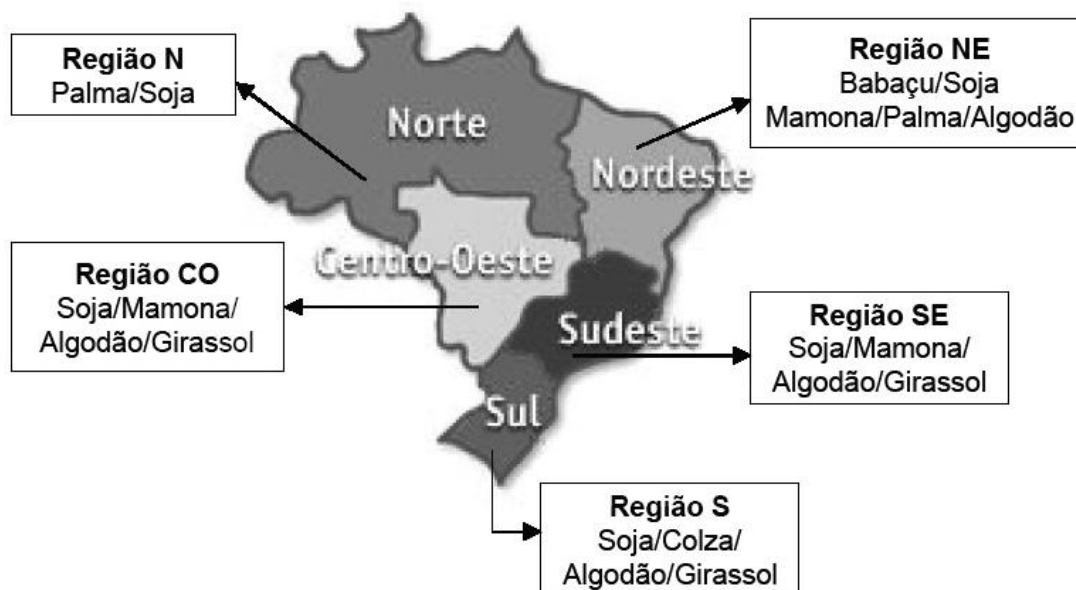 Região N
Palma/Soja
Região NE
Babaçu/Soja
Mamona/Palma/Algodão
Norte
Nordeste
Região CO
Soja/Mamona/
Algodão/Girassol
Centro-Oeste
Sudeste
Região SE
Soja/Mamona/
Algodão/Girassol
Sul
Região S
Soja/Colza/
Algodão/Girassol